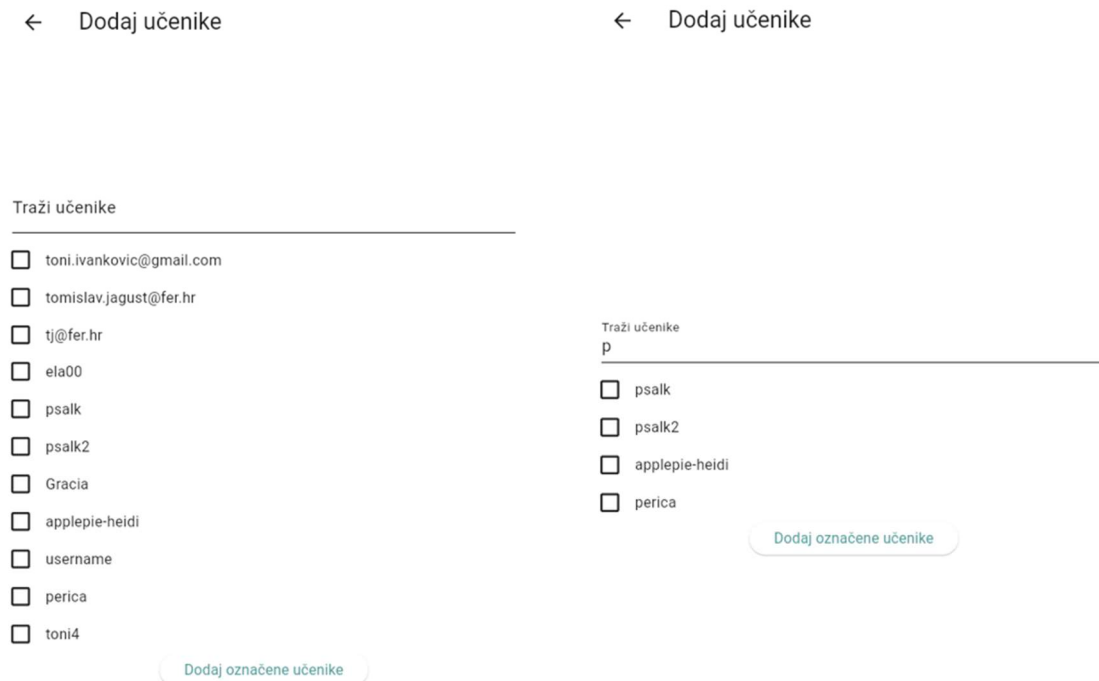 Dodaj učenike
Traži učenike
toni.ivankovic@gmail.com
tomislav.jagust@fer.hr
tj@fer.hr
ela00
psalk
psalk2
Gracia
applepie-heidi
username
perica
toni4
Dodaj označene učenike
Dodaj učenike
Traži učenike
p
psalk
psalk2
applepie-heidi
perica
Dodaj označene učenike